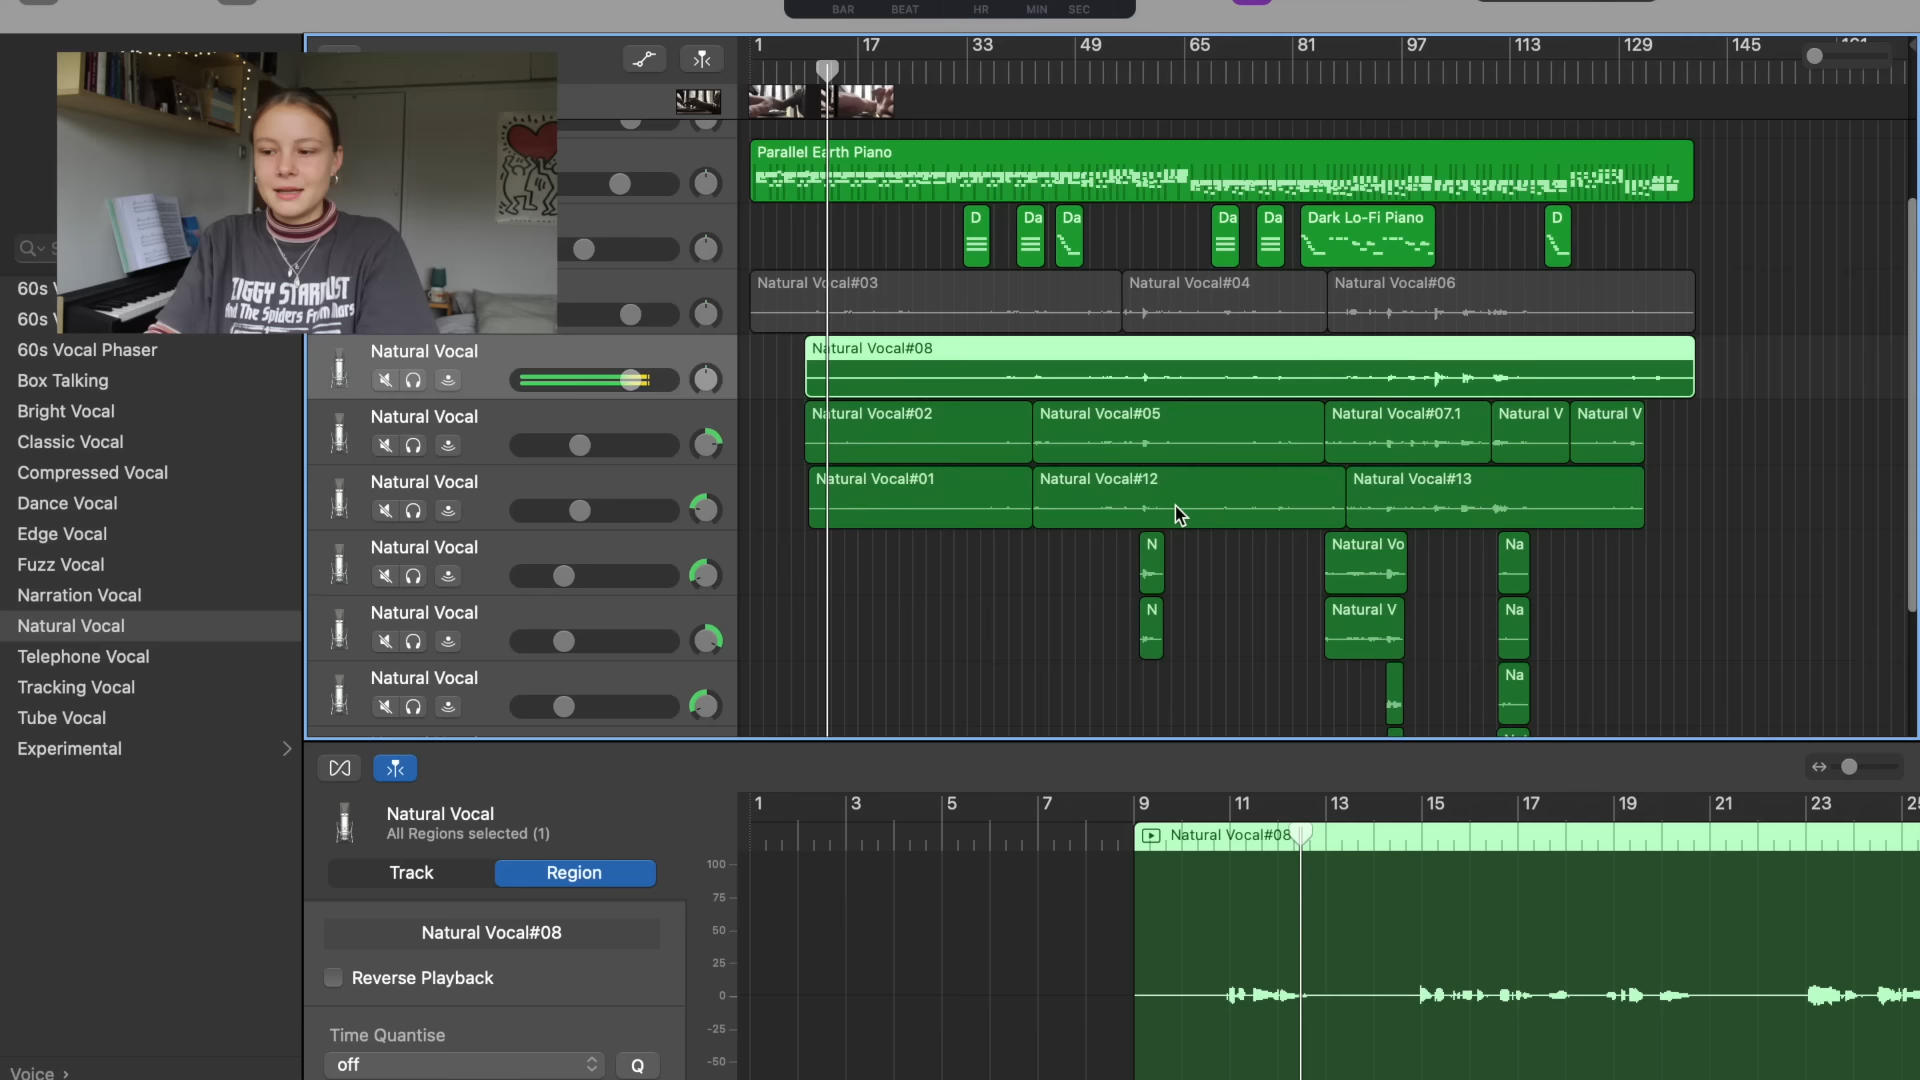 BAR BEAT HR MIN SEC
1 17 33 49 65 81 97 113 129 145
Parallel Earth Piano
D Da Da Da Da Dark Lo-Fi Piano D
Natural Vocal#03 Natural Vocal#04 Natural Vocal#06
ZIGGY STARDUST
And The Spiders From Mars
60s
60s
60s Vocal Phaser
Box Talking
Bright Vocal
Classic Vocal
Compressed Vocal
Dance Vocal
Edge Vocal
Fuzz Vocal
Narration Vocal
Natural Vocal
Telephone Vocal
Tracking Vocal
Tube Vocal
Experimental
Voice
Natural Vocal
Natural Vocal#08
Natural Vocal
Natural Vocal#02 Natural Vocal#05 Natural Vocal#07.1 Natural V Natural V
Natural Vocal
Natural Vocal#01 Natural Vocal#12 Natural Vocal#13
Natural Vocal
N Natural Vo Na
Natural Vocal
N Natural V Na
Natural Vocal
Na
Natural Vocal
All Regions selected (1)
Track Region
Natural Vocal#08
Reverse Playback
Time Quantise
off Q
1 3 5 7 9 11 13 15 17 19 21 23 25
Natural Vocal#08
100
75
50
25
0
-25
-50